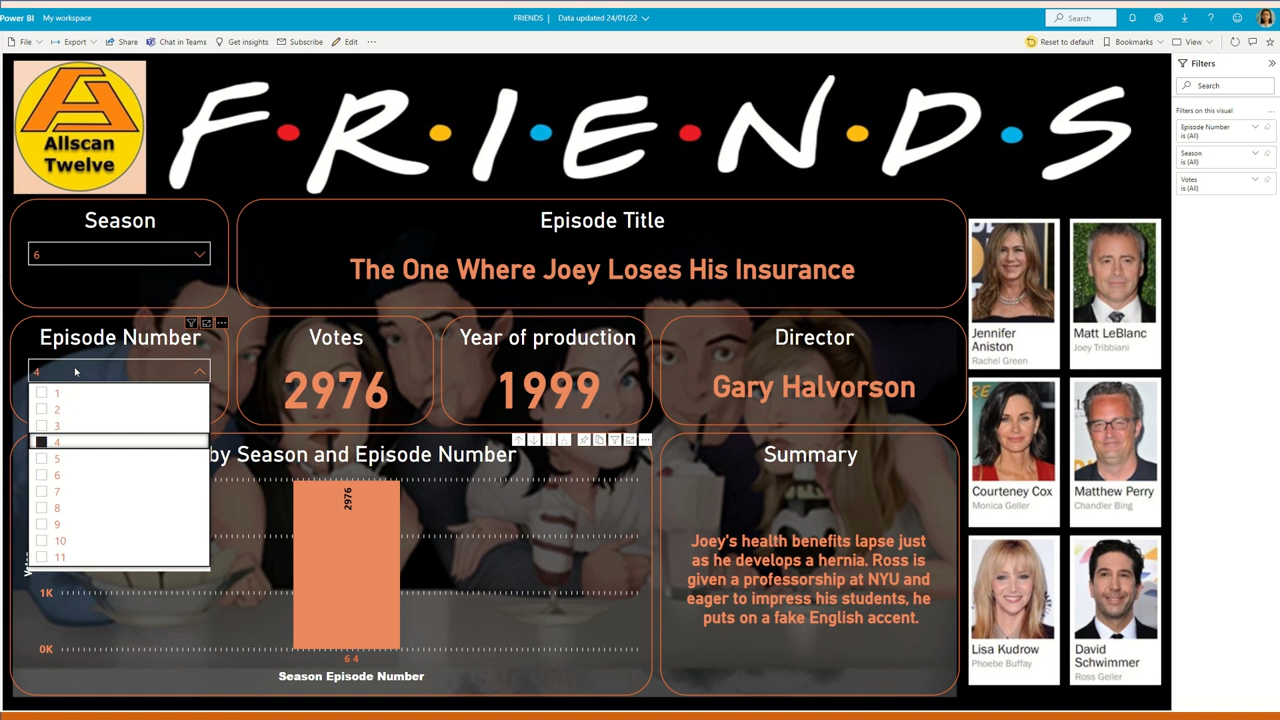 Power BI My workspace
FRIENDS | Data updated 24/01/22
Search
File Export Share Chat in Teams Get insights Subscribe Edit ...
Reset to default Bookmarks View
Allscan
Twelve
F.R.I.E.N.D.S
Filters
Search
Filters on this visual
Episode Number
is (All)
Season
is (All)
Votes
is (All)
Season
6
Episode Title
The One Where Joey Loses His Insurance
Episode Number
4
1
2
3
4
5
6
7
8
9
10
11
Votes
2976
Year of production
1999
Director
Gary Halvorson
by Season and Episode Number
2976
1K
0K
6 4
Season Episode Number
Summary
Joey's health benefits lapse just
as he develops a hernia. Ross is
given a professorship at NYU and
eager to impress his students, he
puts on a fake English accent.
Jennifer
Aniston
Rachel Green
Matt LeBlanc
Joey Tribbiani
Courteney Cox
Monica Geller
Matthew Perry
Chandler Bing
Lisa Kudrow
Phoebe Buffay
David
Schwimmer
Ross Geller